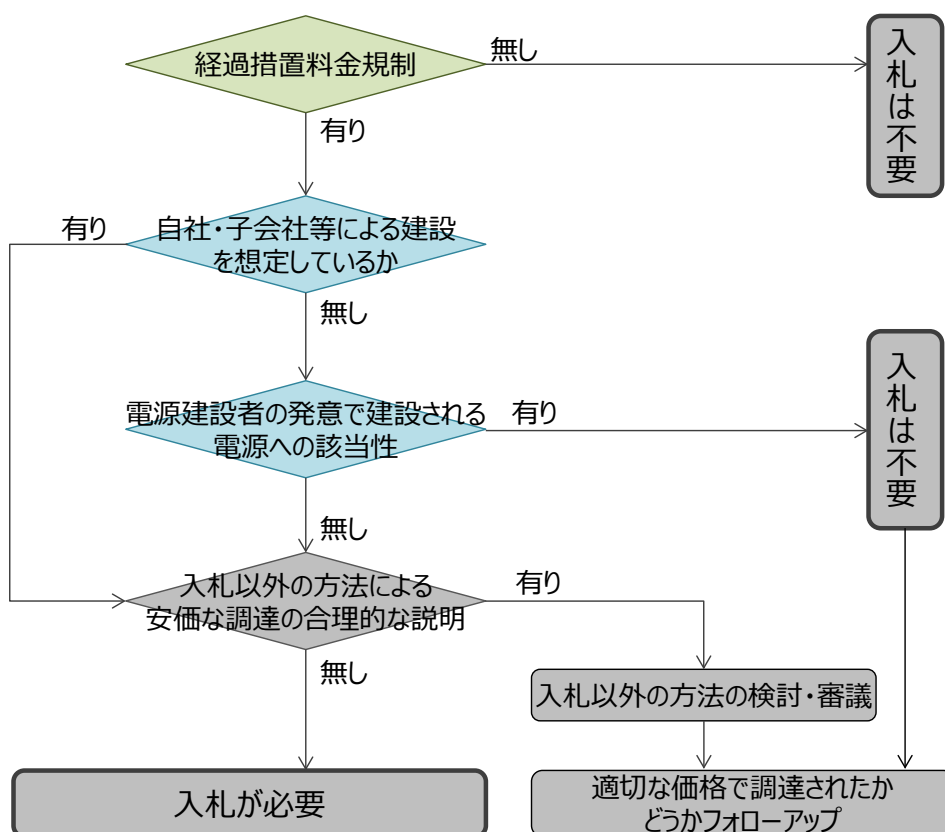 経過措置料金規制
無し
入札は不要
有り
有り
自社・子会社等による建設
を想定しているか
無し
電源建設者の発意で建設される
電源への該当性
有り
入札は不要
無し
入札以外の方法による
安価な調達の合理的な説明
有り
無し
入札以外の方法の検討・審議
入札が必要
適切な価格で調達されたか
どうかフォローアップ